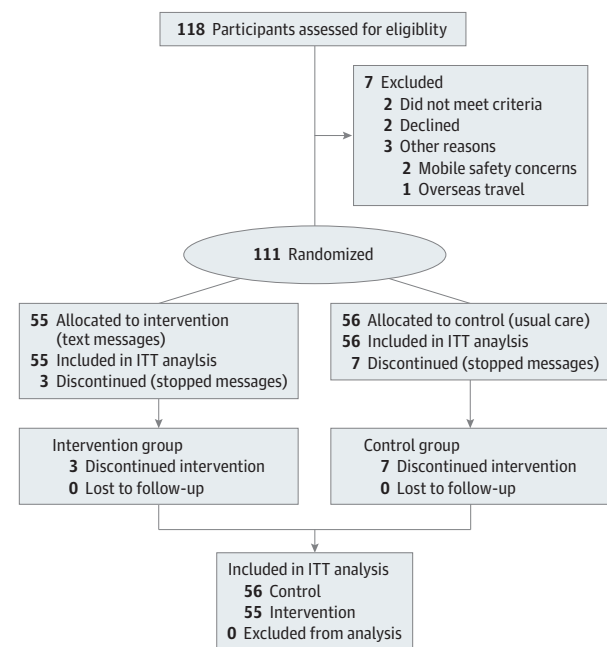 118 Participants assessed for eligiblity
7 Excluded
2 Did not meet criteria
2 Declined
3 Other reasons
2 Mobile safety concerns
1 Overseas travel
111 Randomized
55 Allocated to intervention
(text messages)
55 Included in ITT anaylsis
3 Discontinued (stopped messages)
56 Allocated to control (usual care)
56 Included in ITT anaylsis
7 Discontinued (stopped messages)
Intervention group
3 Discontinued intervention
0 Lost to follow-up
Control group
7 Discontinued intervention
0 Lost to follow-up
Included in ITT analysis
56 Control
55 Intervention
0 Excluded from analysis